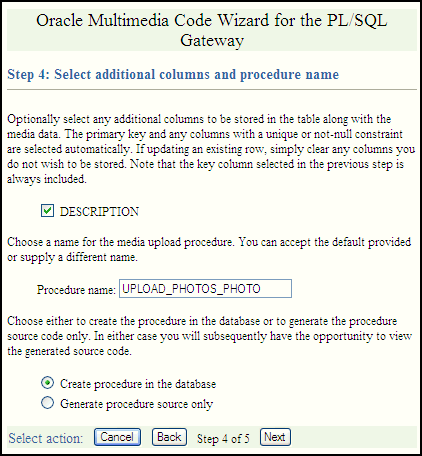 Oracle Multimedia Code Wizard for the PL/SQL
Gateway
Step 4: Select additional columns and procedure name
Optionally select any additional columns to be stored in the table along with the
media data. The primary key and any columns with a unique or not-null constraint
are selected automatically. If updating an existing row, simply clear any columns you
do not wish to be stored. Note that the key column selected in the previous step is
always included.
DESCRIPTION
Choose a name for the media upload procedure. You can accept the default provided
or supply a different name.
Procedure name: UPLOAD_PHOTOS_PHOTO
Choose either to create the procedure in the database or to generate the procedure
source code only. In either case you will subsequently have the opportunity to view
the generated source code.
Create procedure in the database
Generate procedure source only
Select action: Cancel Back Step 4 of 5 Next